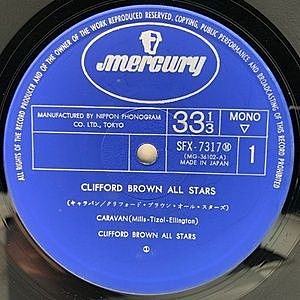 ALL RIGHTS OF THE RECORD PRODUCER AND OF THE OWNER OF THE WORK REPRODUCED RESERVED. COPYING, PUBLIC PERFORMANCE AND BROADCASTING OF THIS RECORD PROHIBITED
mercury
MANUFACTURED BY NIPPON PHONOGRAM
CO. LTD., TOKYO
33 1/3
MONO
▽
SFX-7317 Ⓜ
(MG-36102-A)
MADE IN JAPAN
1
CLIFFORD BROWN ALL STARS
(キャラバン/クリフォード・ブラウン・オール・スターズ)
CARAVAN (Mills-Tizol-Ellington)
CLIFFORD BROWN ALL STARS